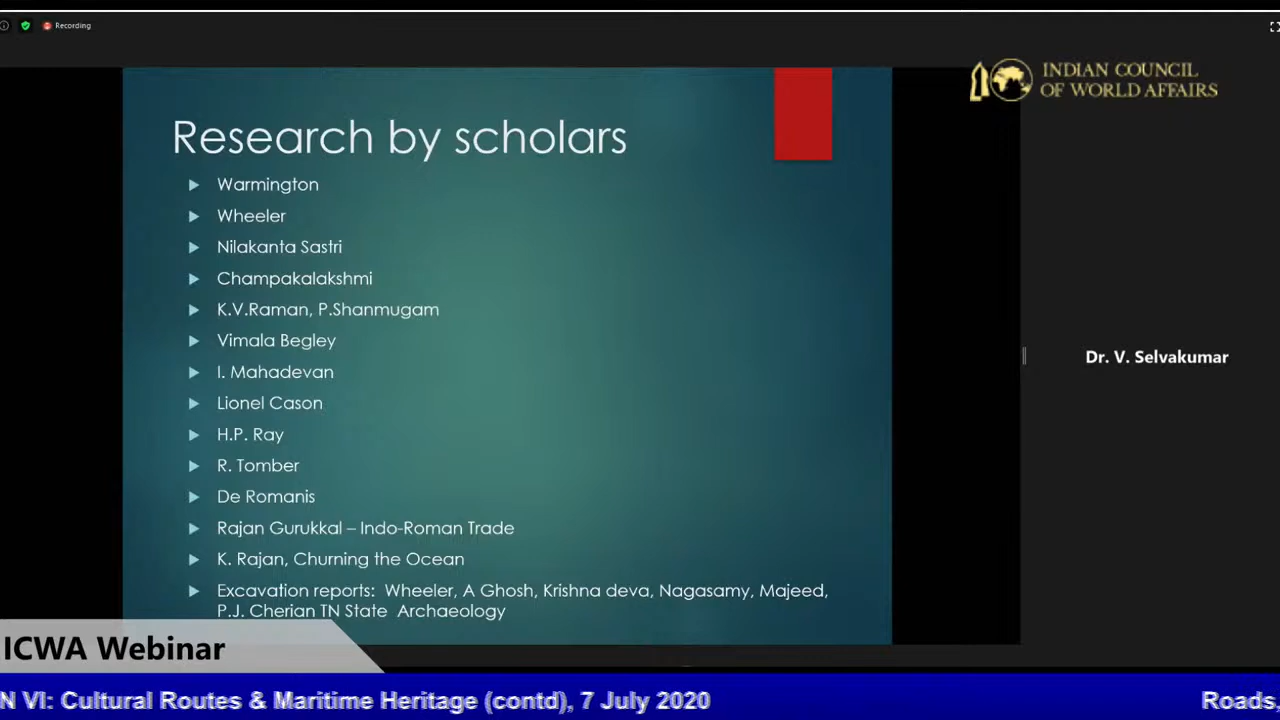 Recording
INDIAN COUNCIL
OF WORLD AFFAIRS
Research by scholars
Warmington
Wheeler
Nilakanta Sastri
Champakalakshmi
K.V.Raman, P.Shanmugam
Vimala Begley
I. Mahadevan
Lionel Cason
H.P. Ray
R. Tomber
De Romanis
Rajan Gurukkal – Indo-Roman Trade
K. Rajan, Churning the Ocean
Excavation reports: Wheeler, A Ghosh, Krishna deva, Nagasamy, Majeed,
P.J. Cherian TN State Archaeology
Dr. V. Selvakumar
ICWA Webinar
N VI: Cultural Routes & Maritime Heritage (contd), 7 July 2020 Roads,